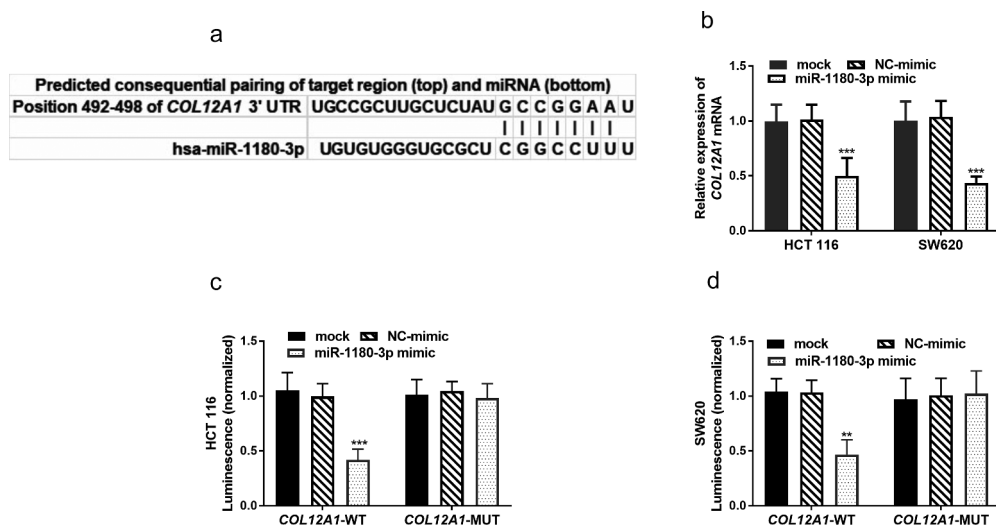 a
Predicted consequential pairing of target region (top) and miRNA (bottom)
Position 492-498 of COL12A1 3' UTR UGCCGCUUGCUCUAU G C C G G A A U
hsa-miR-1180-3p UGUGUGGGUGCGCU C G G C C U U U
b
mock NC-mimic
miR-1180-3p mimic
Relative expression of
COL12A1 mRNA
1.5
1.0
0.5
0.0
***
***
HCT 116 SW620
c
mock NC-mimic
miR-1180-3p mimic
HCT 116
Luminescence (normalized)
1.5
1.0
0.5
0.0
***
COL12A1-WT COL12A1-MUT
d
mock NC-mimic
miR-1180-3p mimic
SW620
Luminescence (normalized)
1.5
1.0
0.5
0.0
**
COL12A1-WT COL12A1-MUT